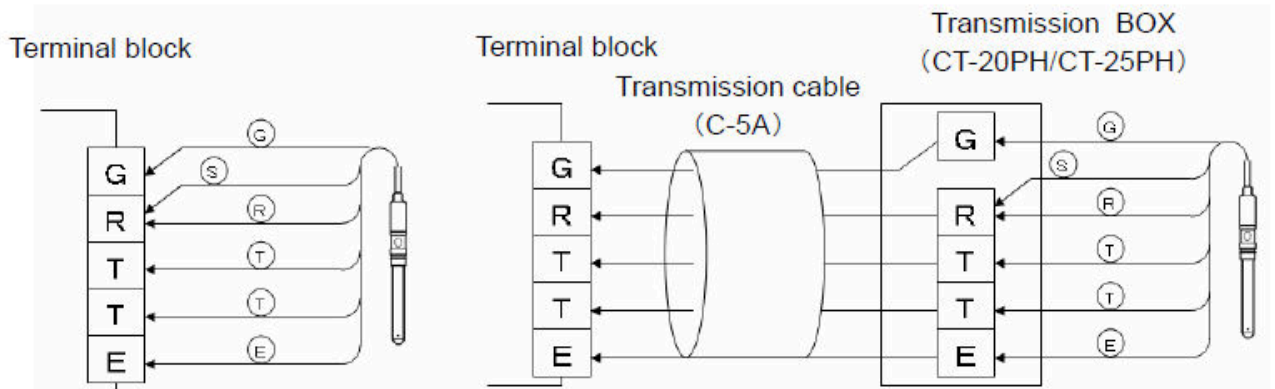 Terminal block
G
R
T
T
E
G
S
R
T
T
E
Terminal block
Transmission cable
(C-5A)
Transmission BOX
(CT-20PH/CT-25PH)
G
R
T
T
E
G
R
T
T
E
G
S
R
T
T
E